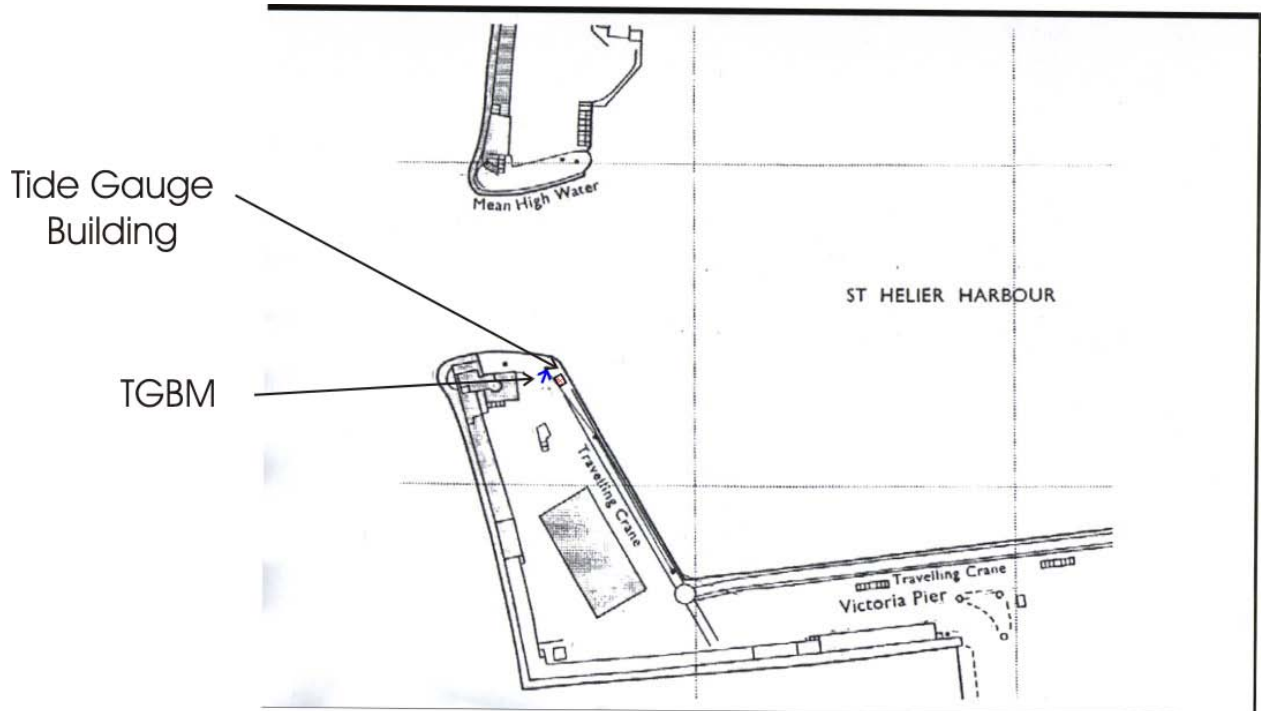 Mean High Water
Tide Gauge
Building
ST HELIER HARBOUR
TGBM
Travelling Crane
Travelling Crane
Victoria Pier